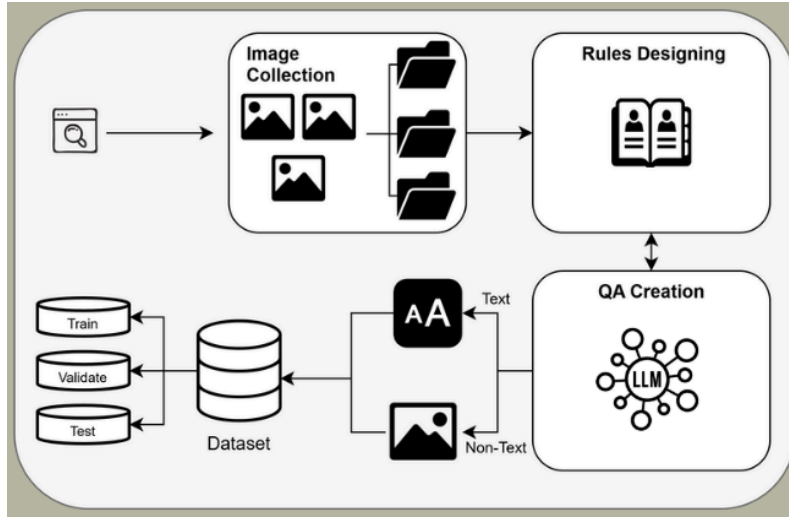 Image
Collection
Rules Designing
QA Creation
LLM
Text
AA
Non-Text
Train
Validate
Test
Dataset